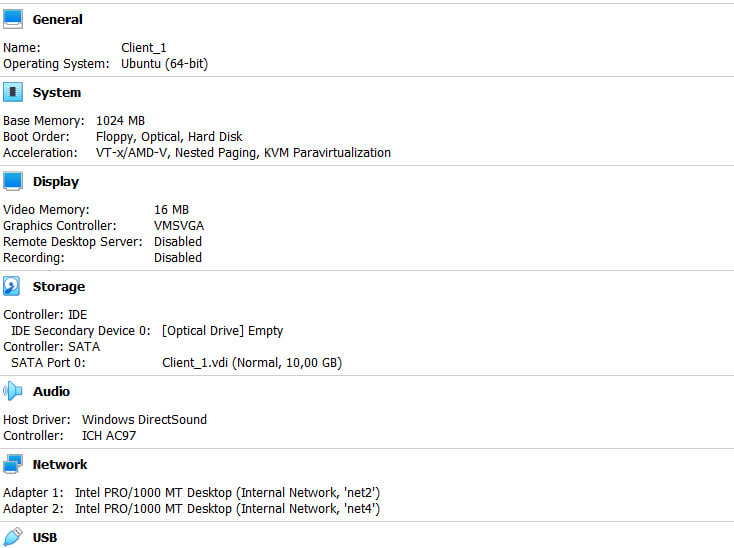 General
Name: Client_1
Operating System: Ubuntu (64-bit)
System
Base Memory: 1024 MB
Boot Order: Floppy, Optical, Hard Disk
Acceleration: VT-x/AMD-V, Nested Paging, KVM Paravirtualization
Display
Video Memory: 16 MB
Graphics Controller: VMSVGA
Remote Desktop Server: Disabled
Recording: Disabled
Storage
Controller: IDE
IDE Secondary Device 0: [Optical Drive] Empty
Controller: SATA
SATA Port 0: Client_1.vdi (Normal, 10,00 GB)
Audio
Host Driver: Windows DirectSound
Controller: ICH AC97
Network
Adapter 1: Intel PRO/1000 MT Desktop (Internal Network, 'net2')
Adapter 2: Intel PRO/1000 MT Desktop (Internal Network, 'net4')
USB